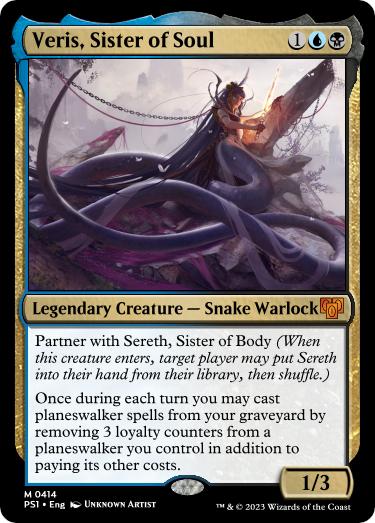 Veris, Sister of Soul 1
Legendary Creature — Snake Warlock
Partner with Sereth, Sister of Body (When
this creature enters, target player may put Sereth
into their hand from their library, then shuffle.)
Once during each turn you may cast
planeswalker spells from your graveyard by
removing 3 loyalty counters from a
planeswalker you control in addition to
paying its other costs.
1/3
M 0414
PS1 • Eng Unknown Artist
™ & © 2023 Wizards of the Coast